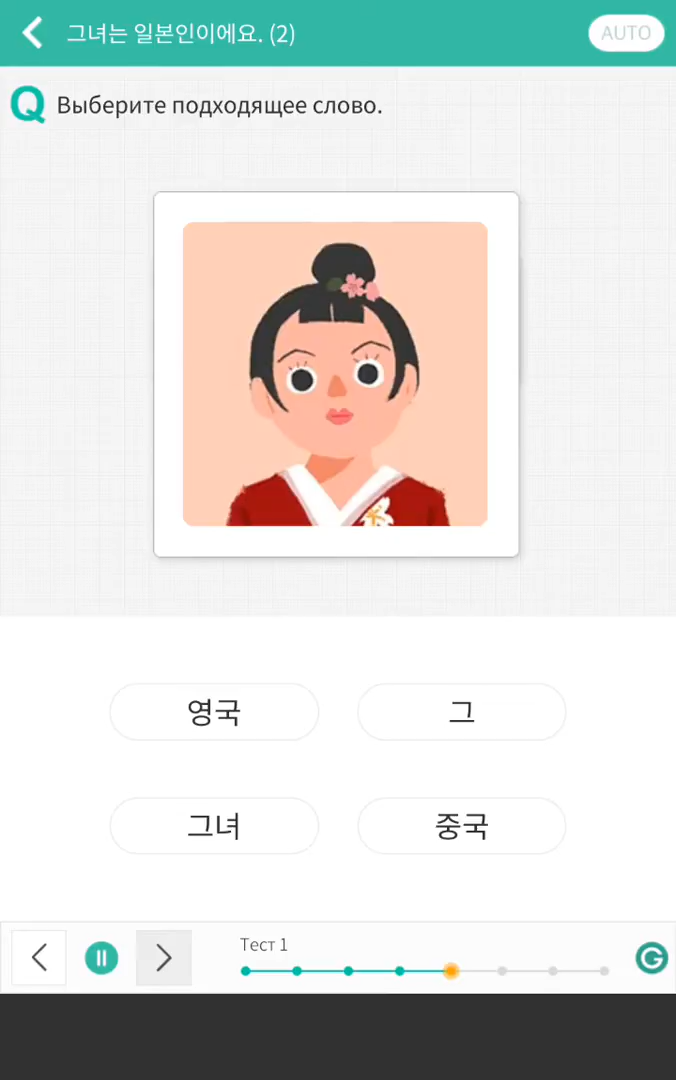 그녀는 일본인이에요. (2)
AUTO
Q Выберите подходящее слово.
영국
그
그녀
중국
Тест 1
G